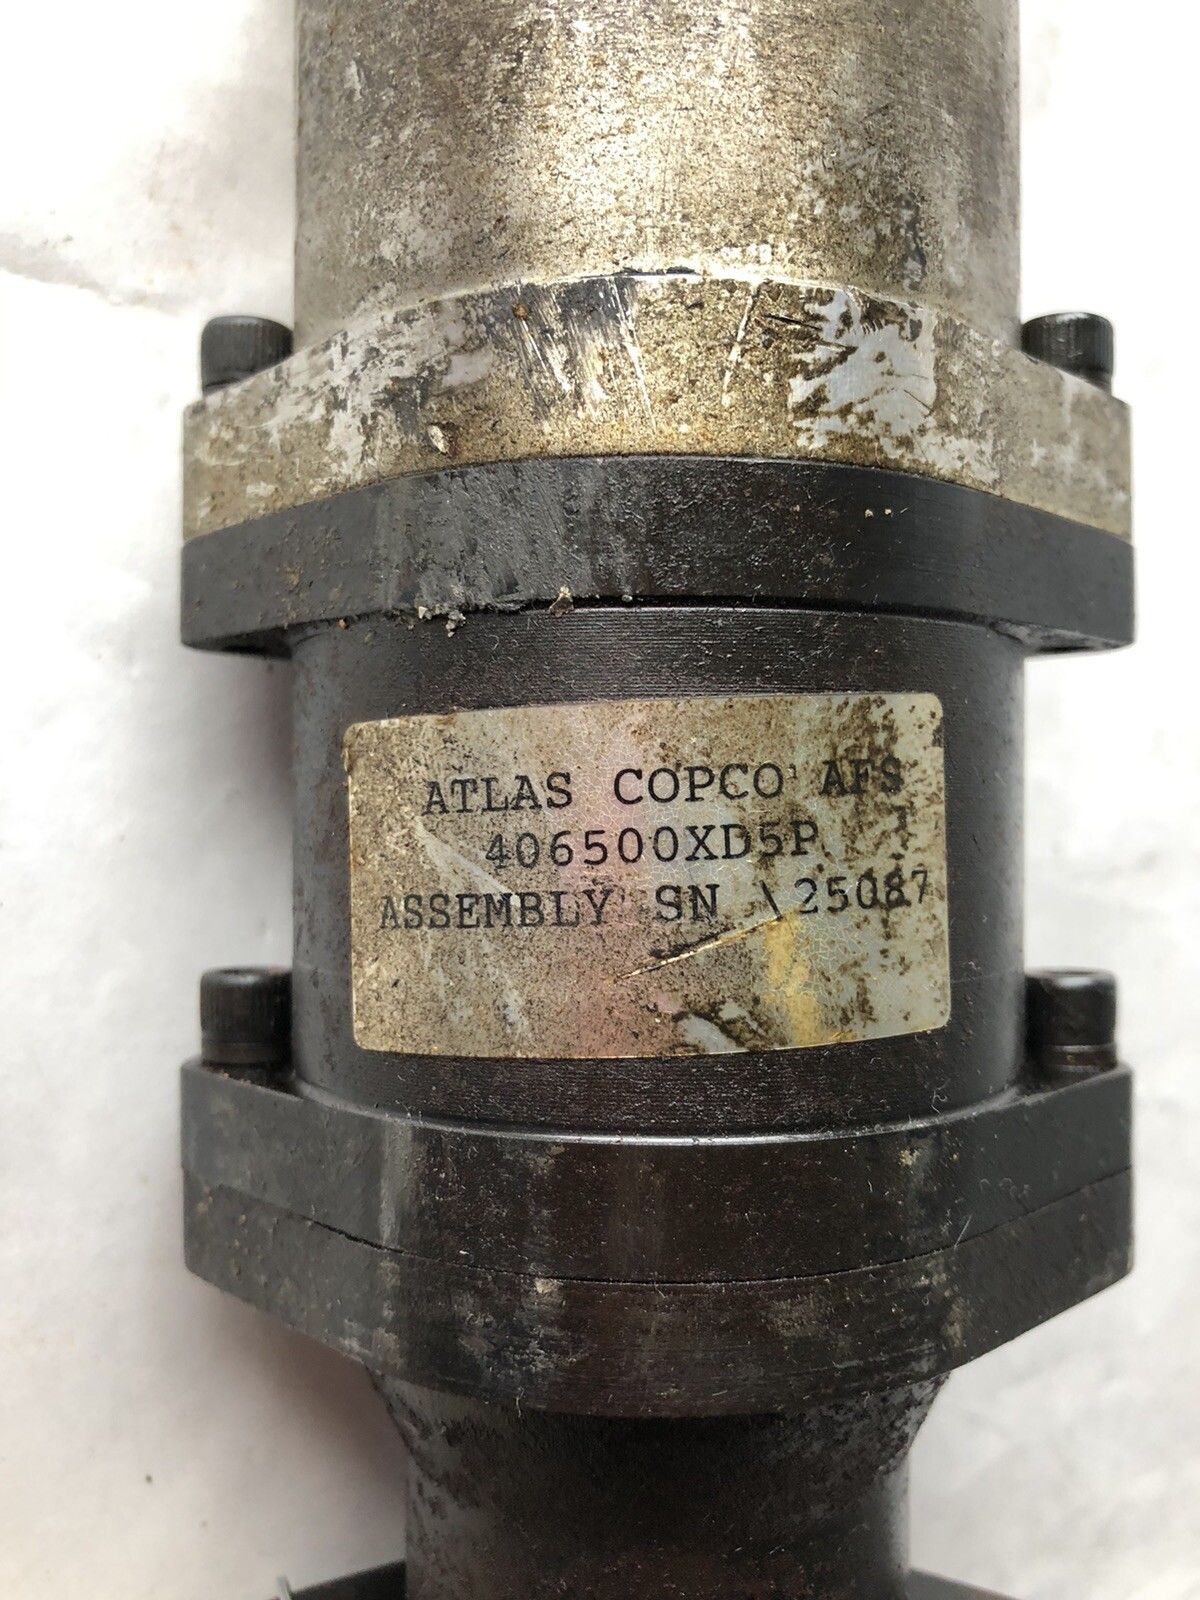 ATLAS COPCO AFS
406500XD5P
ASSEMBLY SN \25087